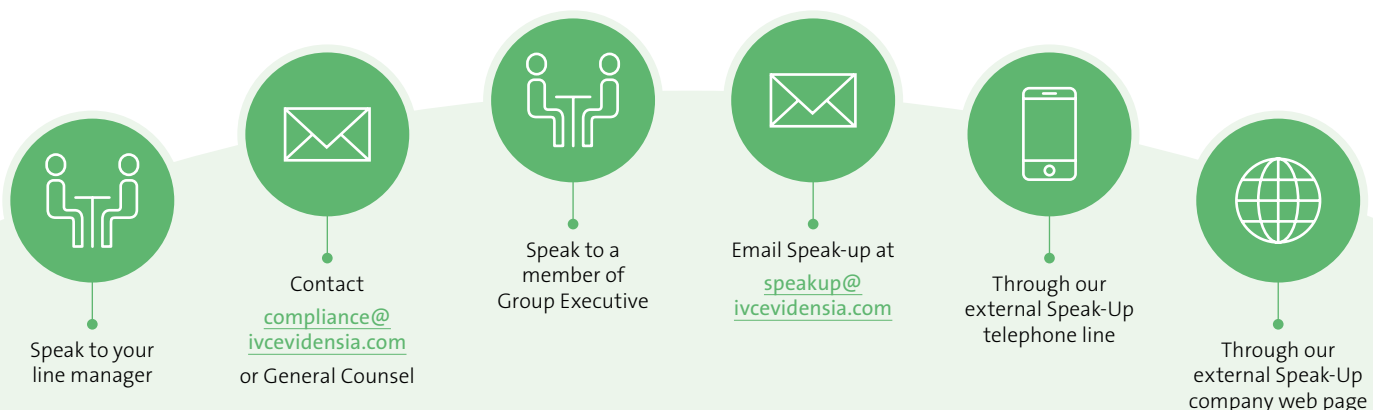 Speak to your
line manager
Contact
compliance@
ivcevidensia.com
or General Counsel
Speak to a
member of
Group Executive
Email Speak-up at
speakup@
ivcevidensia.com
Through our
external Speak-Up
telephone line
Through our
external Speak-Up
company web page